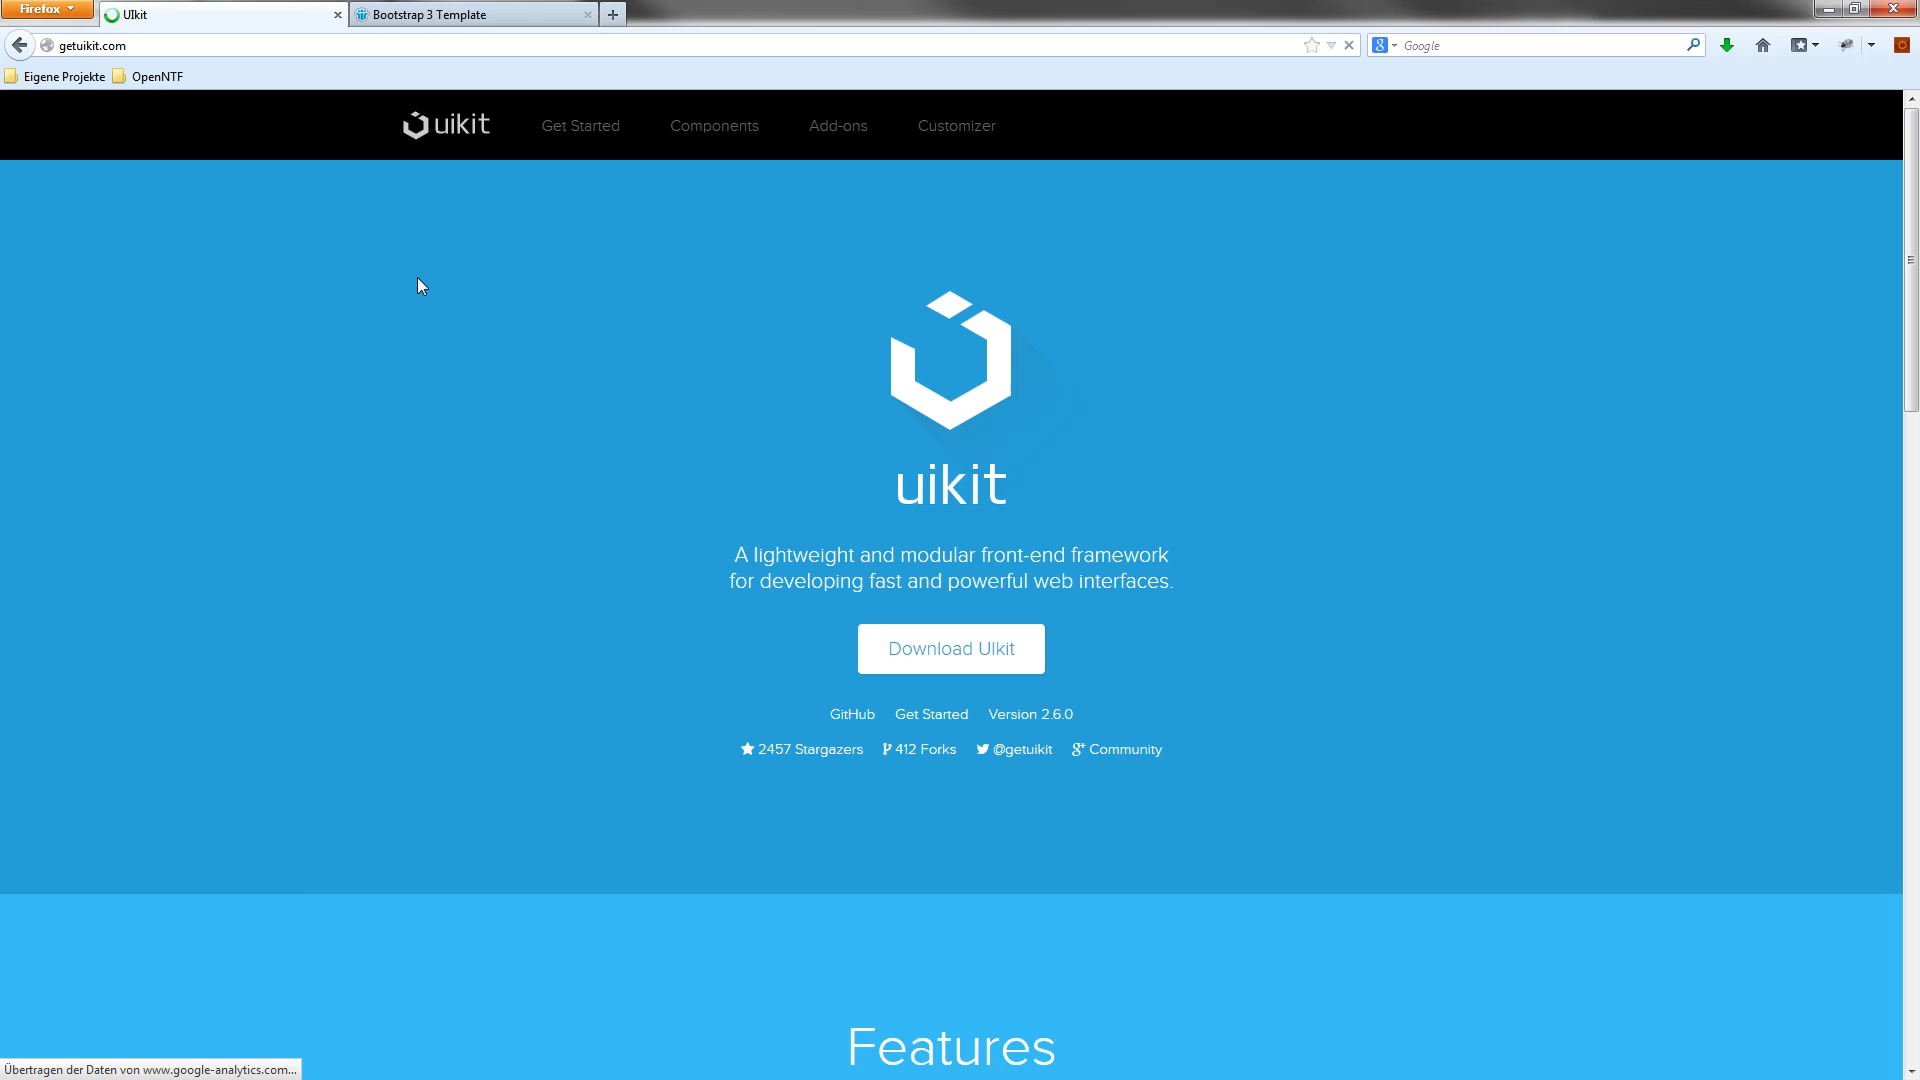 Firefox
UIkit
Bootstrap 3 Template
getuikit.com
Google
Eigene Projekte
OpenNTF
uikit
Get Started
Components
Add-ons
Customizer
uikit
A lightweight and modular front-end framework
for developing fast and powerful web interfaces.
Download UIkit
GitHub
Get Started
Version 2.6.0
2457 Stargazers
412 Forks
@getuikit
Community
Features
Übertragen der Daten von www.google-analytics.com...